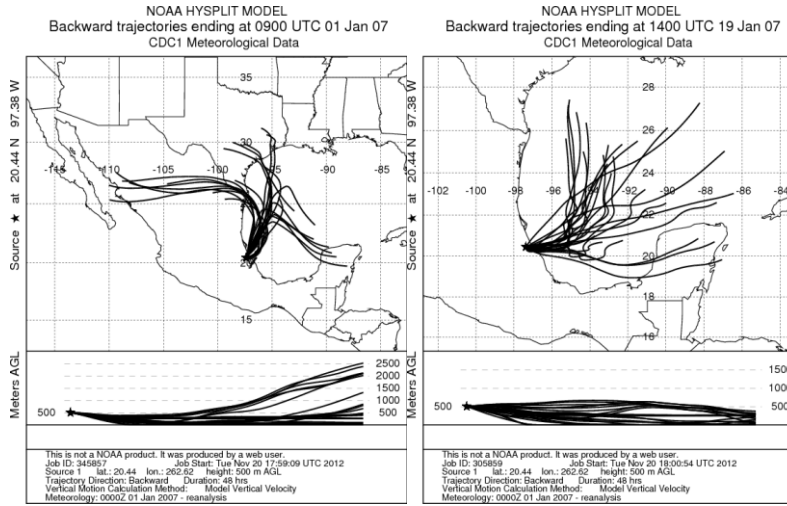 NOAA HYSPLIT MODEL
Backward trajectories ending at 0900 UTC 01 Jan 07
CDC1 Meteorological Data
Source ★ at 20.44 N 97.38 W
35
30
-115
-110
-105
-100
-95
-90
-85
15
Meters AGL
500
2500
2000
1500
1000
500
This is not a NOAA product. It was produced by a web user.
Job ID: 345857 Job Start: Tue Nov 20 17:59:09 UTC 2012
Source 1 lat.: 20.44 lon.: 262.62 height: 500 m AGL
Trajectory Direction: Backward Duration: 48 hrs
Vertical Motion Calculation Method: Model Vertical Velocity
Meteorology: 0000Z 01 Jan 2007 - reanalysis
NOAA HYSPLIT MODEL
Backward trajectories ending at 1400 UTC 19 Jan 07
CDC1 Meteorological Data
Source ★ at 20.44 N 97.38 W
28
26
24
-102
-100
-98
-96
-94
-92
-90
-88
-86
-84
22
20
18
16
Meters AGL
500
1500
1000
500
This is not a NOAA product. It was produced by a web user.
Job ID: 305859 Job Start: Tue Nov 20 18:00:54 UTC 2012
Source 1 lat.: 20.44 lon.: 262.62 height: 500 m AGL
Trajectory Direction: Backward Duration: 48 hrs
Vertical Motion Calculation Method: Model Vertical Velocity
Meteorology: 0000Z 01 Jan 2007 - reanalysis